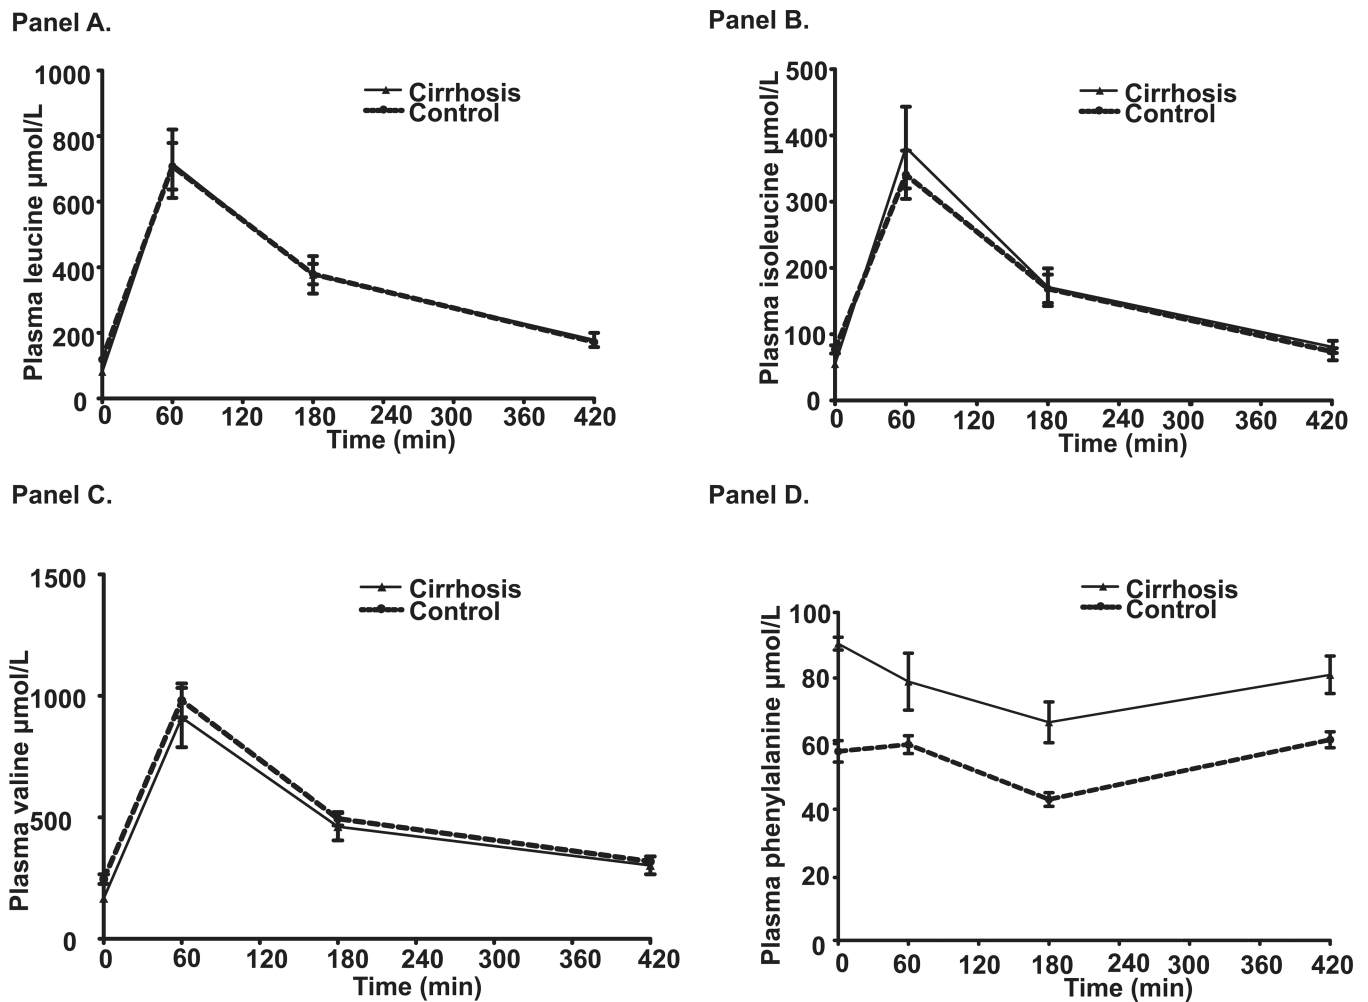 Panel A.
Plasma leucine µmol/L
1000
800
600
400
200
0
0 60 120 180 240 300 360 420
Time (min)
Cirrhosis
Control
Panel B.
Plasma isoleucine µmol/L
500
400
300
200
100
0
0 60 120 180 240 300 360 420
Time (min)
Cirrhosis
Control
Panel C.
Plasma valine µmol/L
1500
1000
500
0
0 60 120 180 240 300 360 420
Time (min)
Cirrhosis
Control
Panel D.
Plasma phenylalanine µmol/L
100
80
60
40
20
0
0 60 120 180 240 300 360 420
Time (min)
Cirrhosis
Control